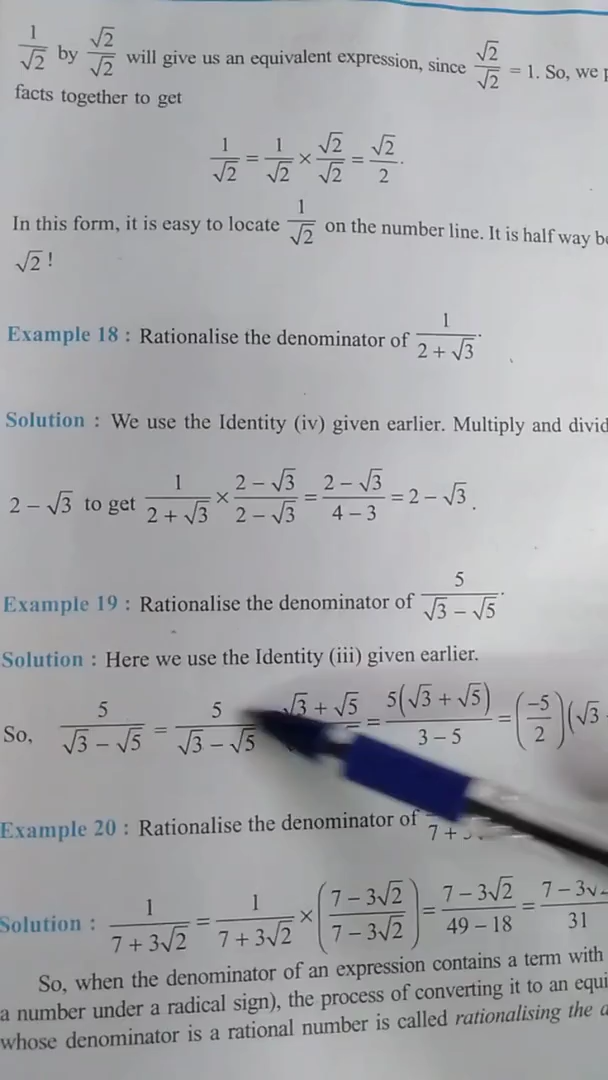 1/√2 by √2/√2 will give us an equivalent expression, since √2/√2 = 1. So, we
facts together to get
1/√2 = 1/√2 × √2/√2 = √2/2.
In this form, it is easy to locate 1/√2 on the number line. It is half way
√2 !
Example 18 : Rationalise the denominator of 1/(2 + √3).
Solution : We use the Identity (iv) given earlier. Multiply and
2 − √3 to get 1/(2 + √3) × (2 − √3)/(2 − √3) = (2 − √3)/(4 − 3) = 2 − √3.
Example 19 : Rationalise the denominator of 5/(√3 − √5).
Solution : Here we use the Identity (iii) given earlier.
So, 5/(√3 − √5) = 5/(√3 − √5) √3 + √5 = 5(√3 + √5)/(3 − 5) = (−5/2)(√3
Example 20 : Rationalise the denominator of 7 +
Solution : 1/(7 + 3√2) = 1/(7 + 3√2) × ((7 − 3√2)/(7 − 3√2)) = (7 − 3√2)/(49 − 18) = 7 − 3√ /31
So, when the denominator of an expression contains a term with
a number under a radical sign), the process of converting it to an
whose denominator is a rational number is called rationalising the